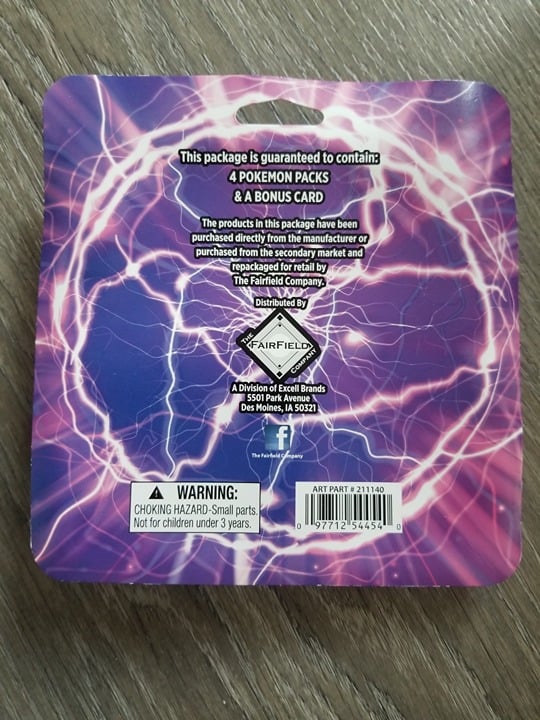 This package is guaranteed to contain:
4 POKEMON PACKS
& A BONUS CARD
The products in this package have been
purchased directly from the manufacturer or
purchased from the secondary market and
repackaged for retail by
The Fairfield Company.
Distributed By
THE
FAIRFIELD
COMPANY
A Division of Excell Brands
5501 Park Avenue
Des Moines, IA 50321
f
The Fairfield Company
WARNING:
CHOKING HAZARD-Small parts.
Not for children under 3 years.
ART PART # 211140
0 97712 54454 0